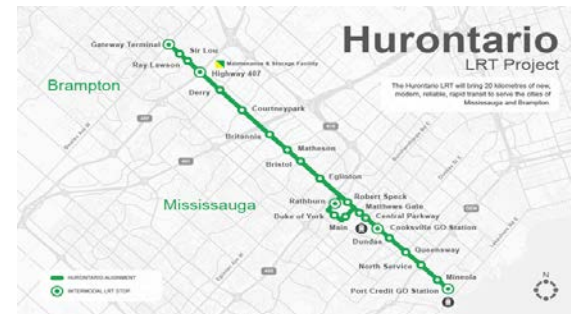 Hurontario
LRT Project
The Hurontario LRT will bring 20 kilometres of new,
modern, reliable, rapid transit to serve the cities of
Mississauga and Brampton.
Gateway Terminal
Sir Lou
Ray Lawson
Maintenance & Storage Facility
Highway 407
Brampton
Derry
Courtneypark
Britannia
Matheson
Bristol
Eglinton
Mississauga
Robert Speck
Rathburn
Matthews Gate
Duke of York
Central Parkway
Main
Cooksville GO Station
Dundas
Queensway
North Service
Mineola
Port Credit GO Station
HURONTARIO ALIGNMENT
INTERMODAL LRT STOP
N